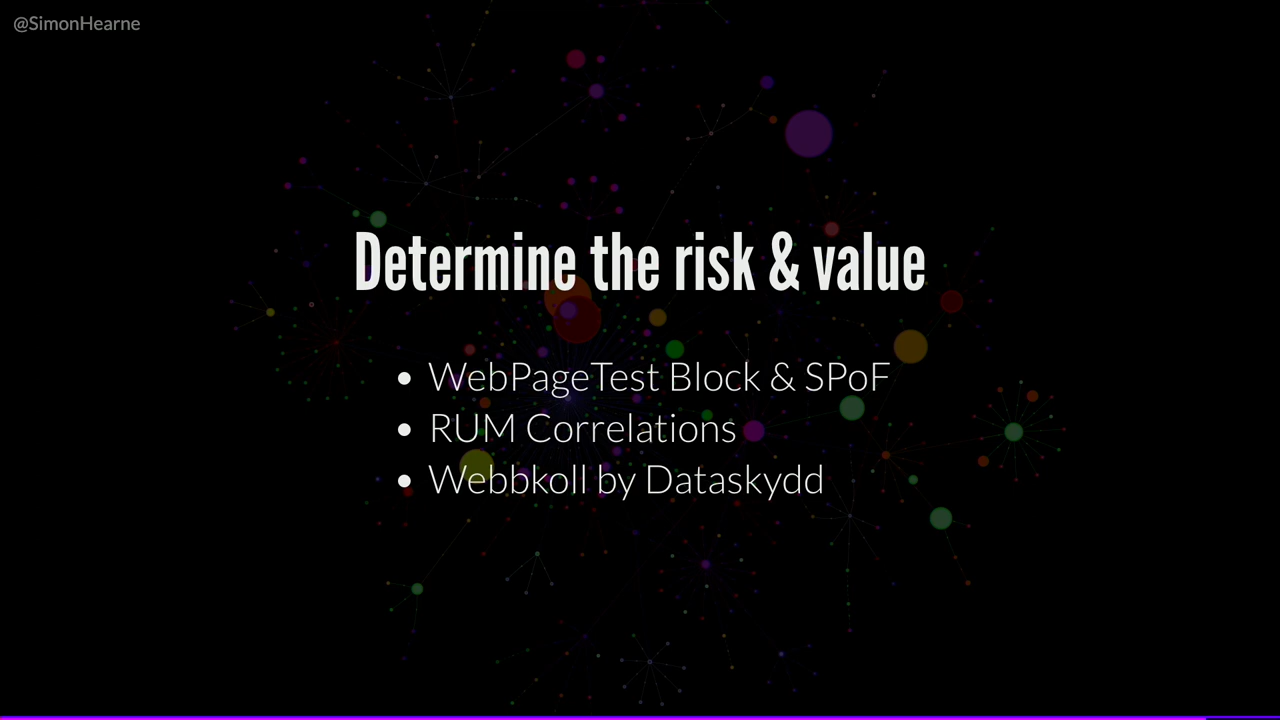 @SimonHearne
Determine the risk & value
WebPageTest Block & SPoF
RUM Correlations
Webbkoll by Dataskydd